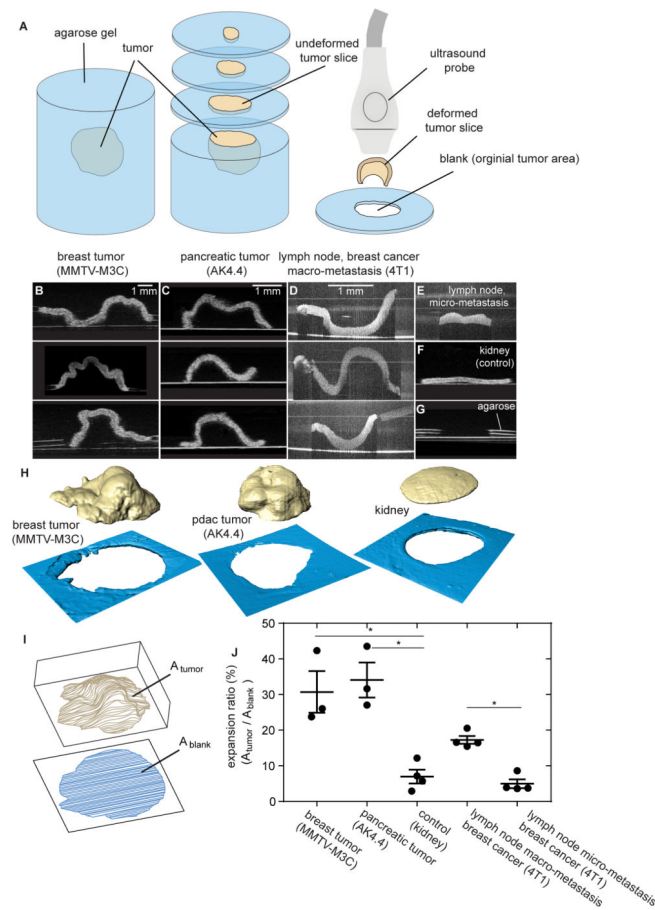 A
agarose gel
tumor
undeformed
tumor slice
ultrasound
probe
deformed
tumor slice
blank (orginial tumor area)
breast tumor
(MMTV-M3C)
pancreatic tumor
(AK4.4)
lymph node, breast cancer
macro-metastasis (4T1)
B
1 mm
C
1 mm
D
1 mm
E
lymph node,
micro-metastasis
F
kidney
(control)
G
agarose
H
breast tumor
(MMTV-M3C)
pdac tumor
(AK4.4)
kidney
I
A tumor
A blank
J
expansion ratio (%)
(A tumor / A blank )
50
40
30
20
10
0
*
*
*
breast tumor
(MMTV-M3C)
pancreatic tumor
(AK4.4)
control
(kidney)
lymph node macro-metastasis
breast cancer (4T1)
lymph node micro-metastasis
breast cancer (4T1)